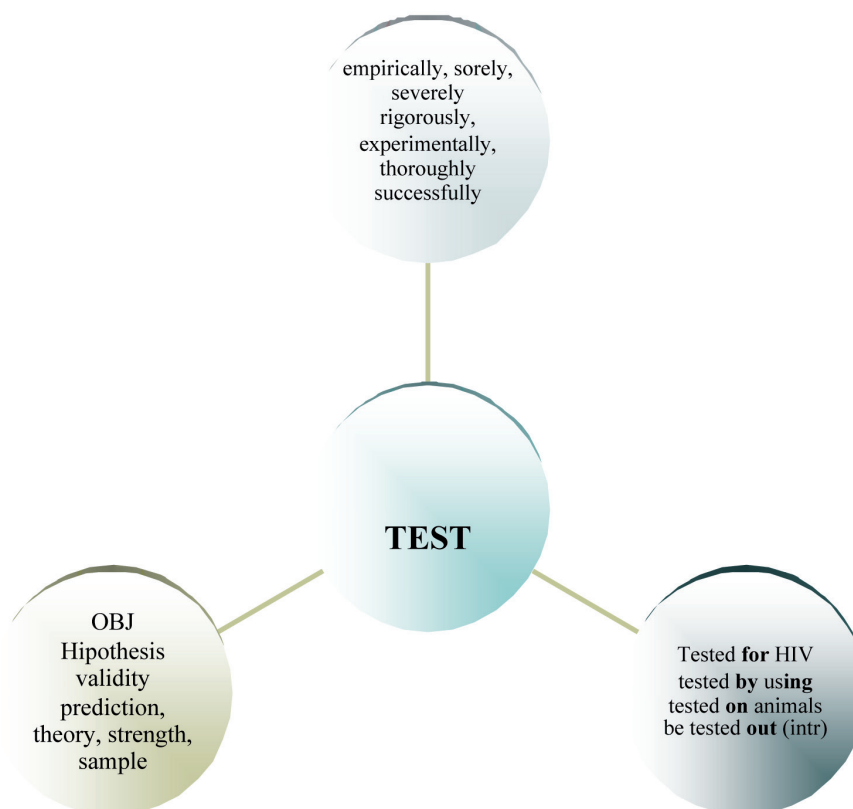 empirically, sorely,
severely
rigorously,
experimentally,
thoroughly
successfully
TEST
OBJ
Hipothesis
validity
prediction,
theory, strength,
sample
Tested for HIV
tested by using
tested on animals
be tested out (intr)